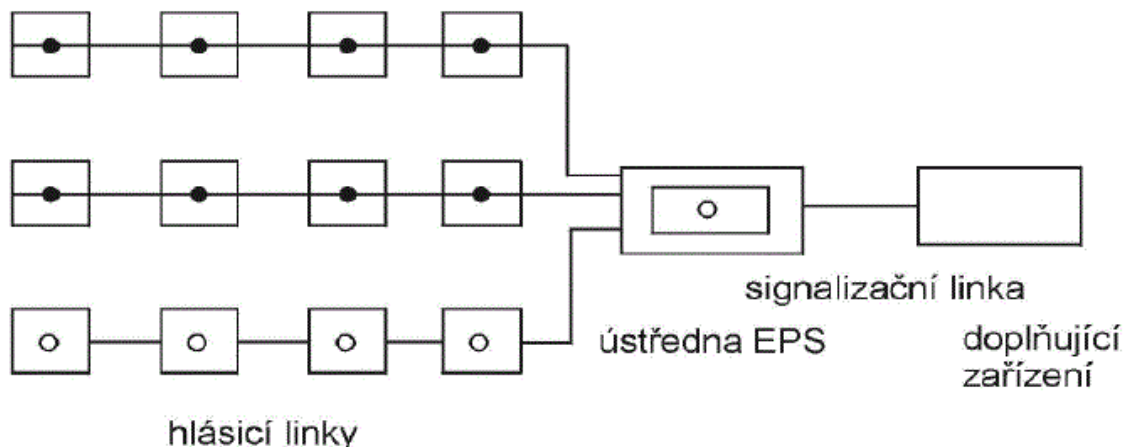 signalizační linka
ústředna EPS
doplňující
zařízení
hlásicí linky